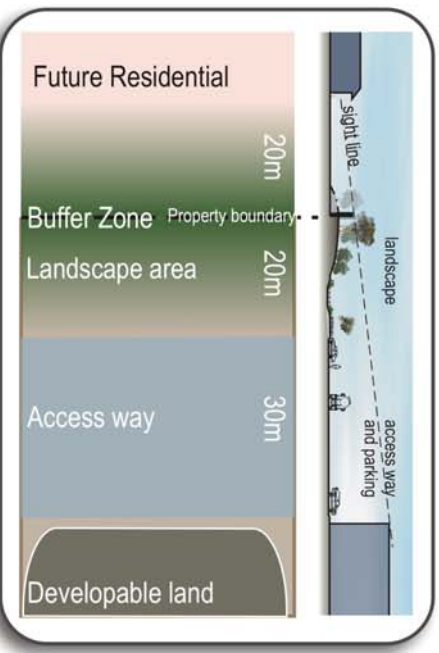 Future Residential
20m
Buffer Zone
Property boundary
20m
Landscape area
30m
Access way
Developable land
sight line
landscape
access way
and parking